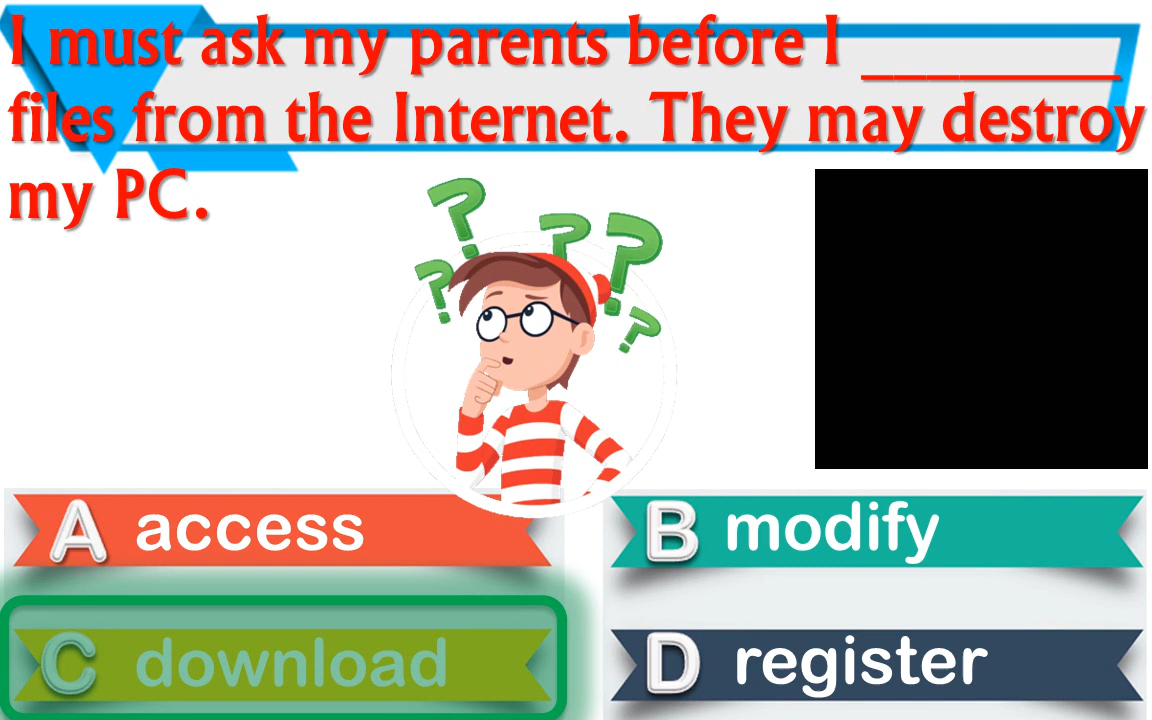 I must ask my parents before I ________
files from the Internet. They may destroy
my PC.
? ? ? ? ?
A access
B modify
C download
D register